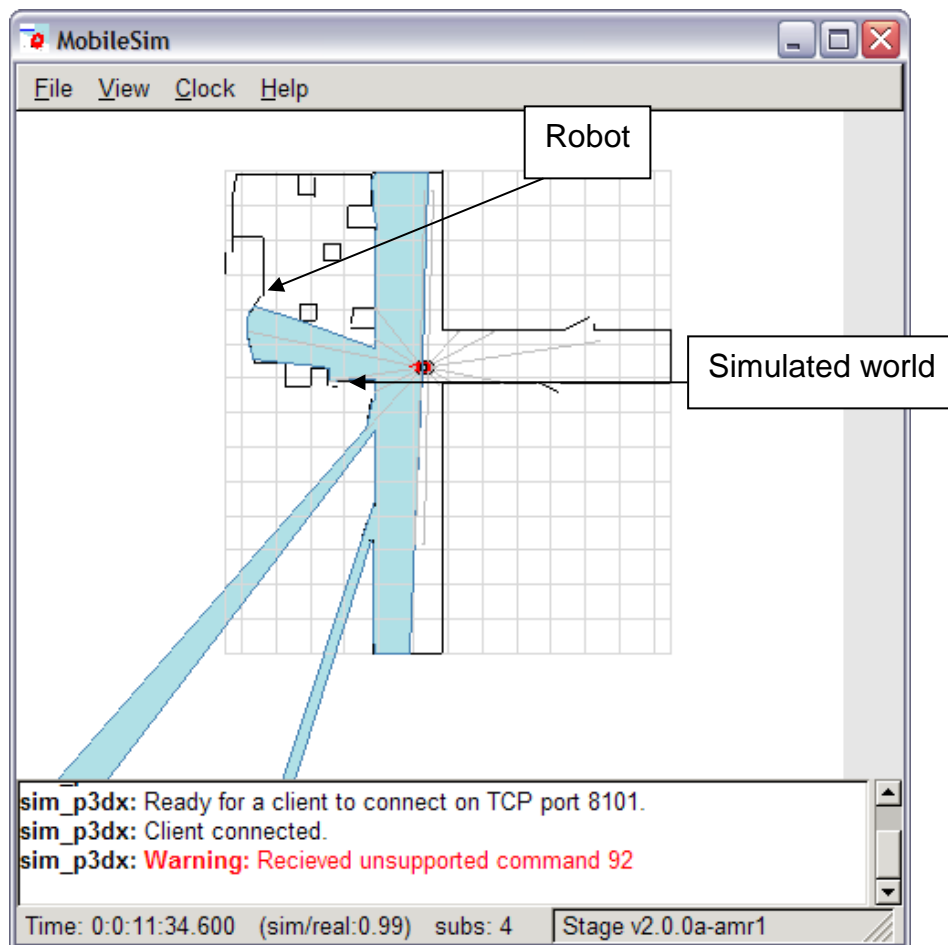 MobileSim
File View Clock Help
Robot
Simulated world
sim_p3dx: Ready for a client to connect on TCP port 8101.
sim_p3dx: Client connected.
sim_p3dx: Warning: Recieved unsupported command 92
Time: 0:0:11:34.600 (sim/real:0.99) subs: 4 Stage v2.0.0a-amr1